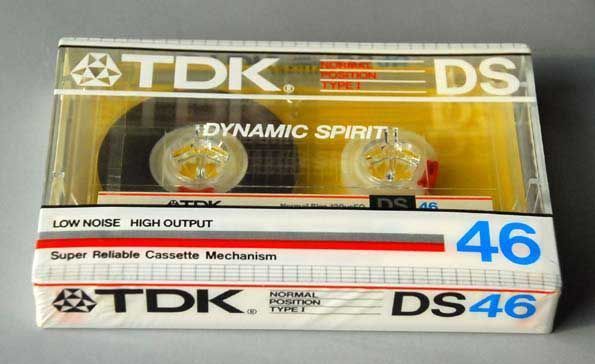 TDK® NORMAL POSITION TYPE I DS
DYNAMIC SPIRIT
DS 46
LOW NOISE HIGH OUTPUT
46
Super Reliable Cassette Mechanism
TDK® NORMAL POSITION TYPE I DS46